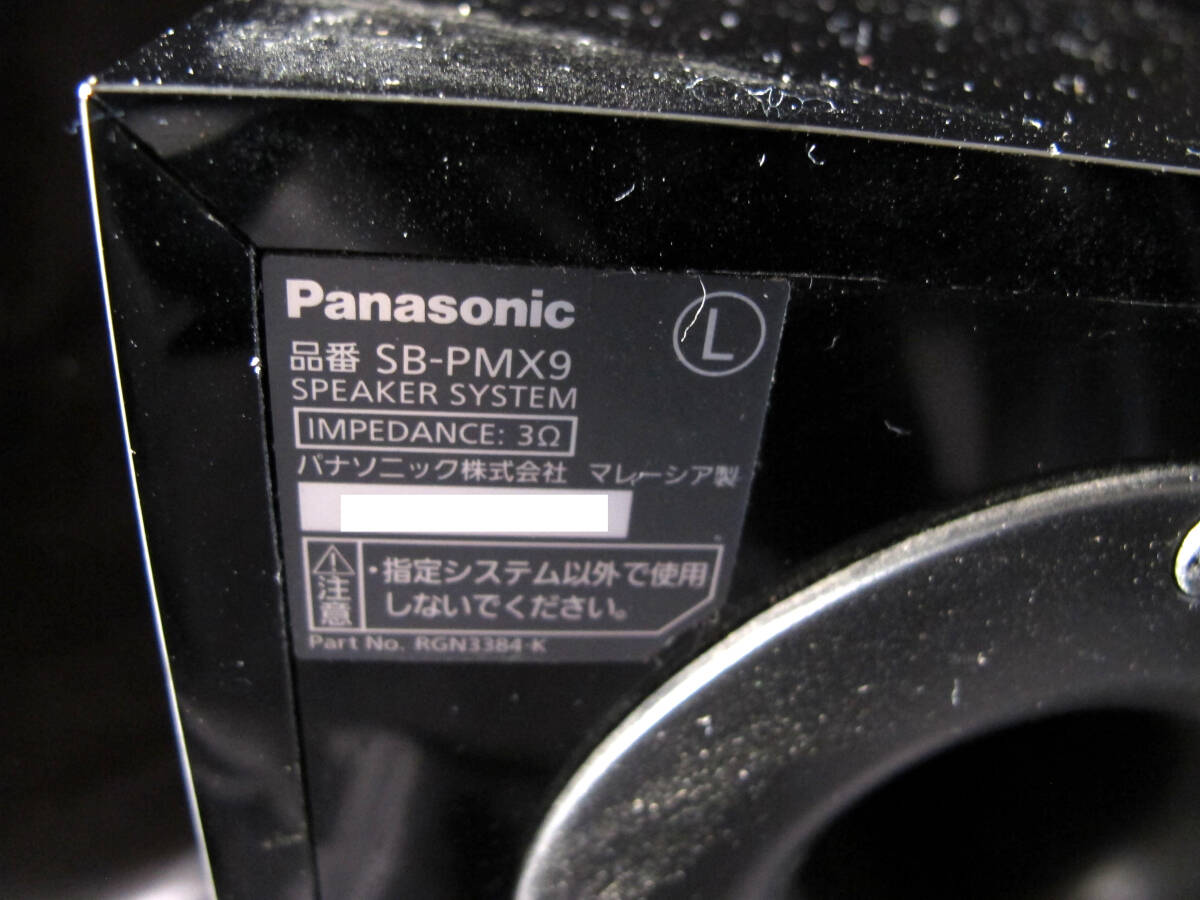 Panasonic
L
品番 SB-PMX9
SPEAKER SYSTEM
IMPEDANCE: 3Ω
パナソニック株式会社 マレーシア製
注意
・指定システム以外で使用
しないでください。
Part No. RGN3384-K